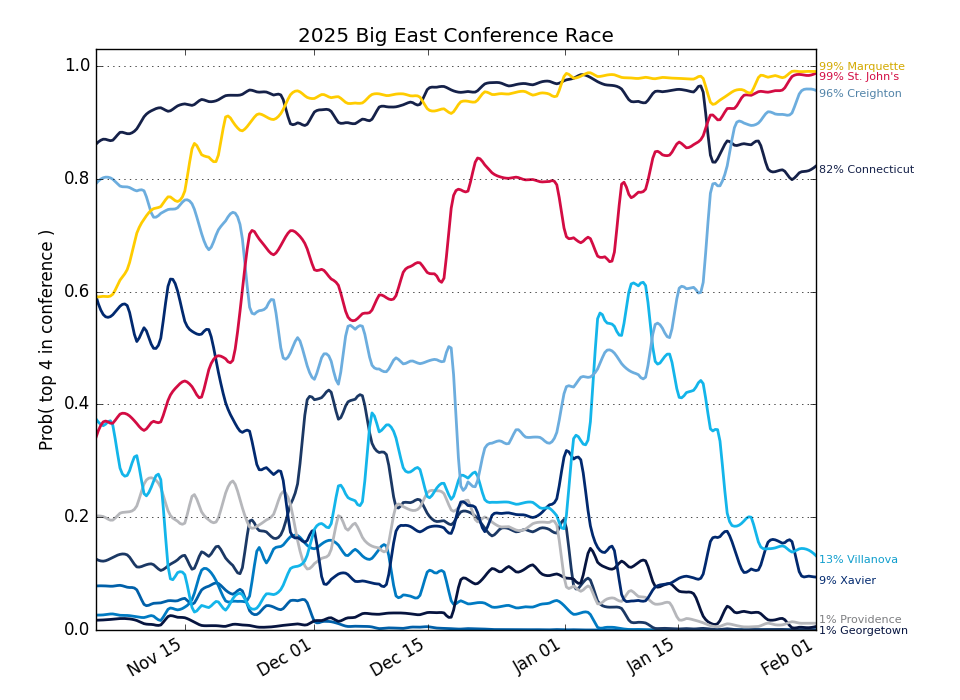 2025 Big East Conference Race
Prob( top 4 in conference )
1.0
0.8
0.6
0.4
0.2
0.0
Nov 15
Dec 01
Dec 15
Jan 01
Jan 15
Feb 01
99% Marquette
99% St. John's
96% Creighton
82% Connecticut
13% Villanova
9% Xavier
1% Providence
1% Georgetown